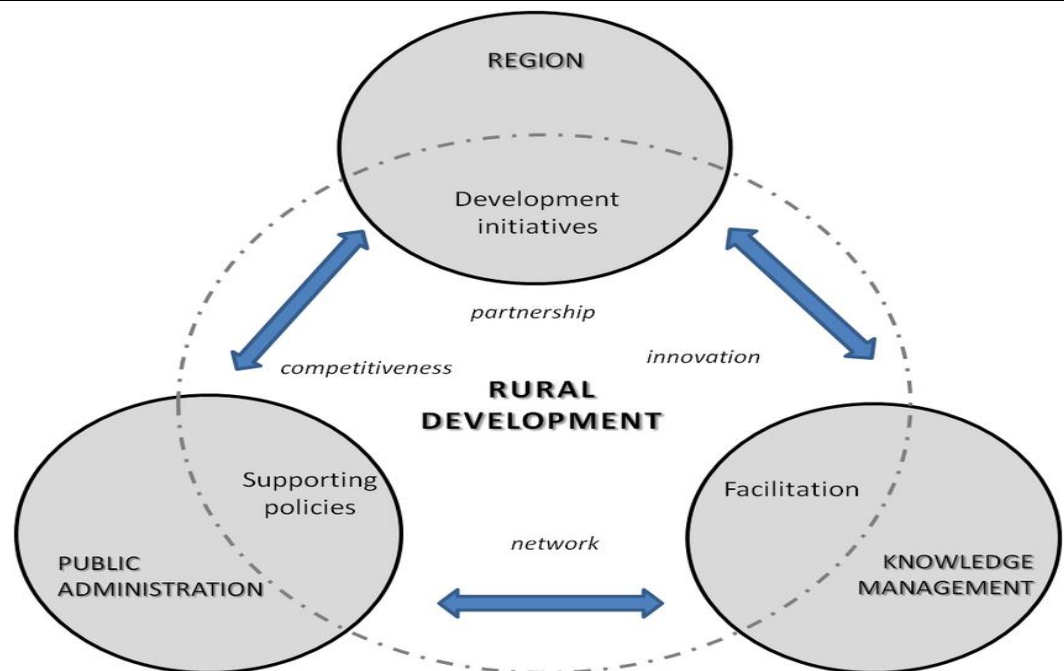 REGION
Development
initiatives
partnership
competitiveness
innovation
RURAL
DEVELOPMENT
Supporting
policies
Facilitation
network
PUBLIC
ADMINISTRATION
KNOWLEDGE
MANAGEMENT